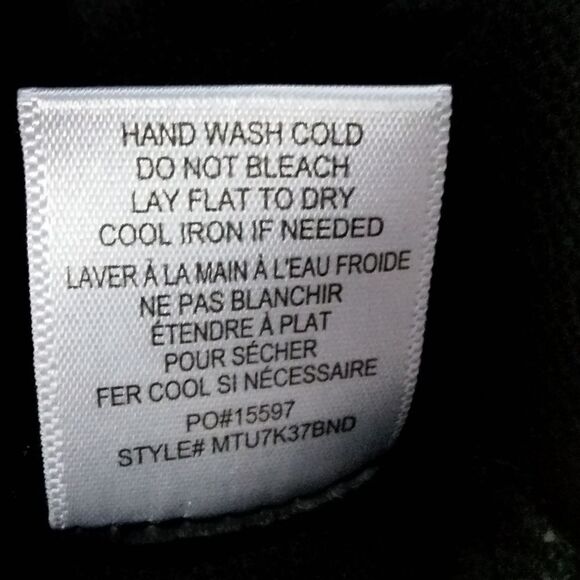 HAND WASH COLD
DO NOT BLEACH
LAY FLAT TO DRY
COOL IRON IF NEEDED
LAVER À LA MAIN À L'EAU FROIDE
NE PAS BLANCHIR
ÉTENDRE À PLAT
POUR SÉCHER
FER COOL SI NÉCESSAIRE
PO#15597
STYLE# MTU7K37BND